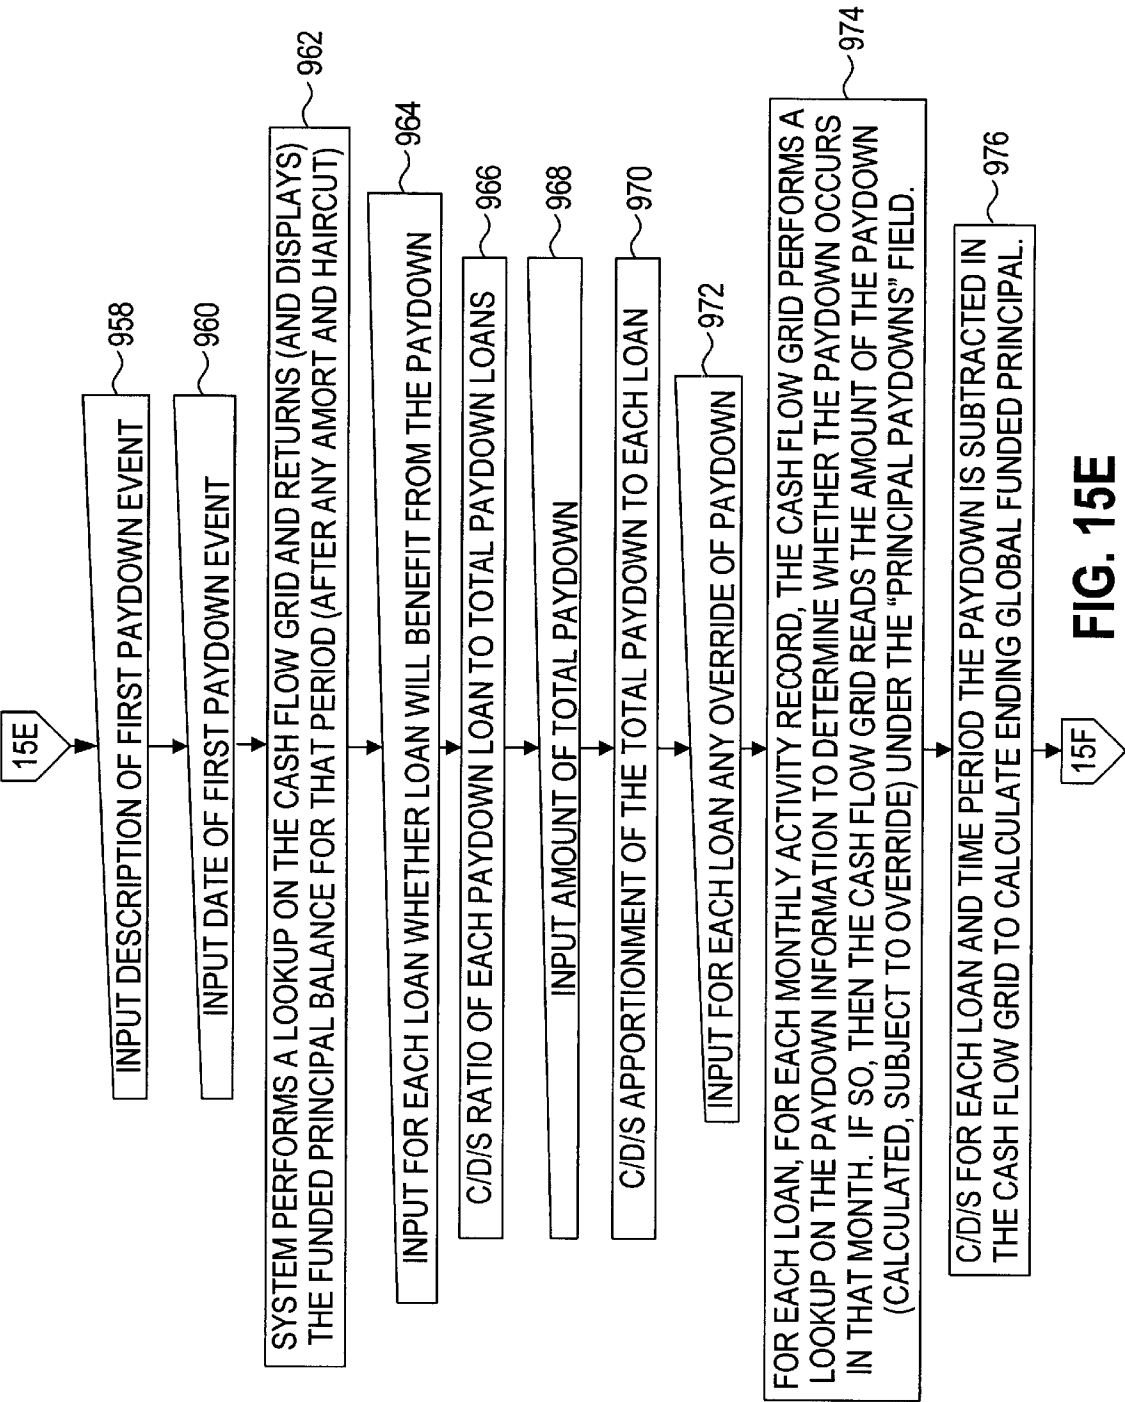 15E
INPUT DESCRIPTION OF FIRST PAYDOWN EVENT
958
INPUT DATE OF FIRST PAYDOWN EVENT
960
SYSTEM PERFORMS A LOOKUP ON THE CASH FLOW GRID AND RETURNS (AND DISPLAYS)
THE FUNDED PRINCIPAL BALANCE FOR THAT PERIOD (AFTER ANY AMORT AND HAIRCUT)
962
INPUT FOR EACH LOAN WHETHER LOAN WILL BENEFIT FROM THE PAYDOWN
964
C/D/S RATIO OF EACH PAYDOWN LOAN TO TOTAL PAYDOWN LOANS
966
INPUT AMOUNT OF TOTAL PAYDOWN
968
C/D/S APPORTIONMENT OF THE TOTAL PAYDOWN TO EACH LOAN
970
INPUT FOR EACH LOAN ANY OVERRIDE OF PAYDOWN
972
FOR EACH LOAN, FOR EACH MONTHLY ACTIVITY RECORD, THE CASH FLOW GRID PERFORMS A
LOOKUP ON THE PAYDOWN INFORMATION TO DETERMINE WHETHER THE PAYDOWN OCCURS
IN THAT MONTH. IF SO, THEN THE CASH FLOW GRID READS THE AMOUNT OF THE PAYDOWN
(CALCULATED, SUBJECT TO OVERRIDE) UNDER THE “PRINCIPAL PAYDOWNS” FIELD.
974
C/D/S FOR EACH LOAN AND TIME PERIOD THE PAYDOWN IS SUBTRACTED IN
THE CASH FLOW GRID TO CALCULATE ENDING GLOBAL FUNDED PRINCIPAL.
976
15F
FIG. 15E